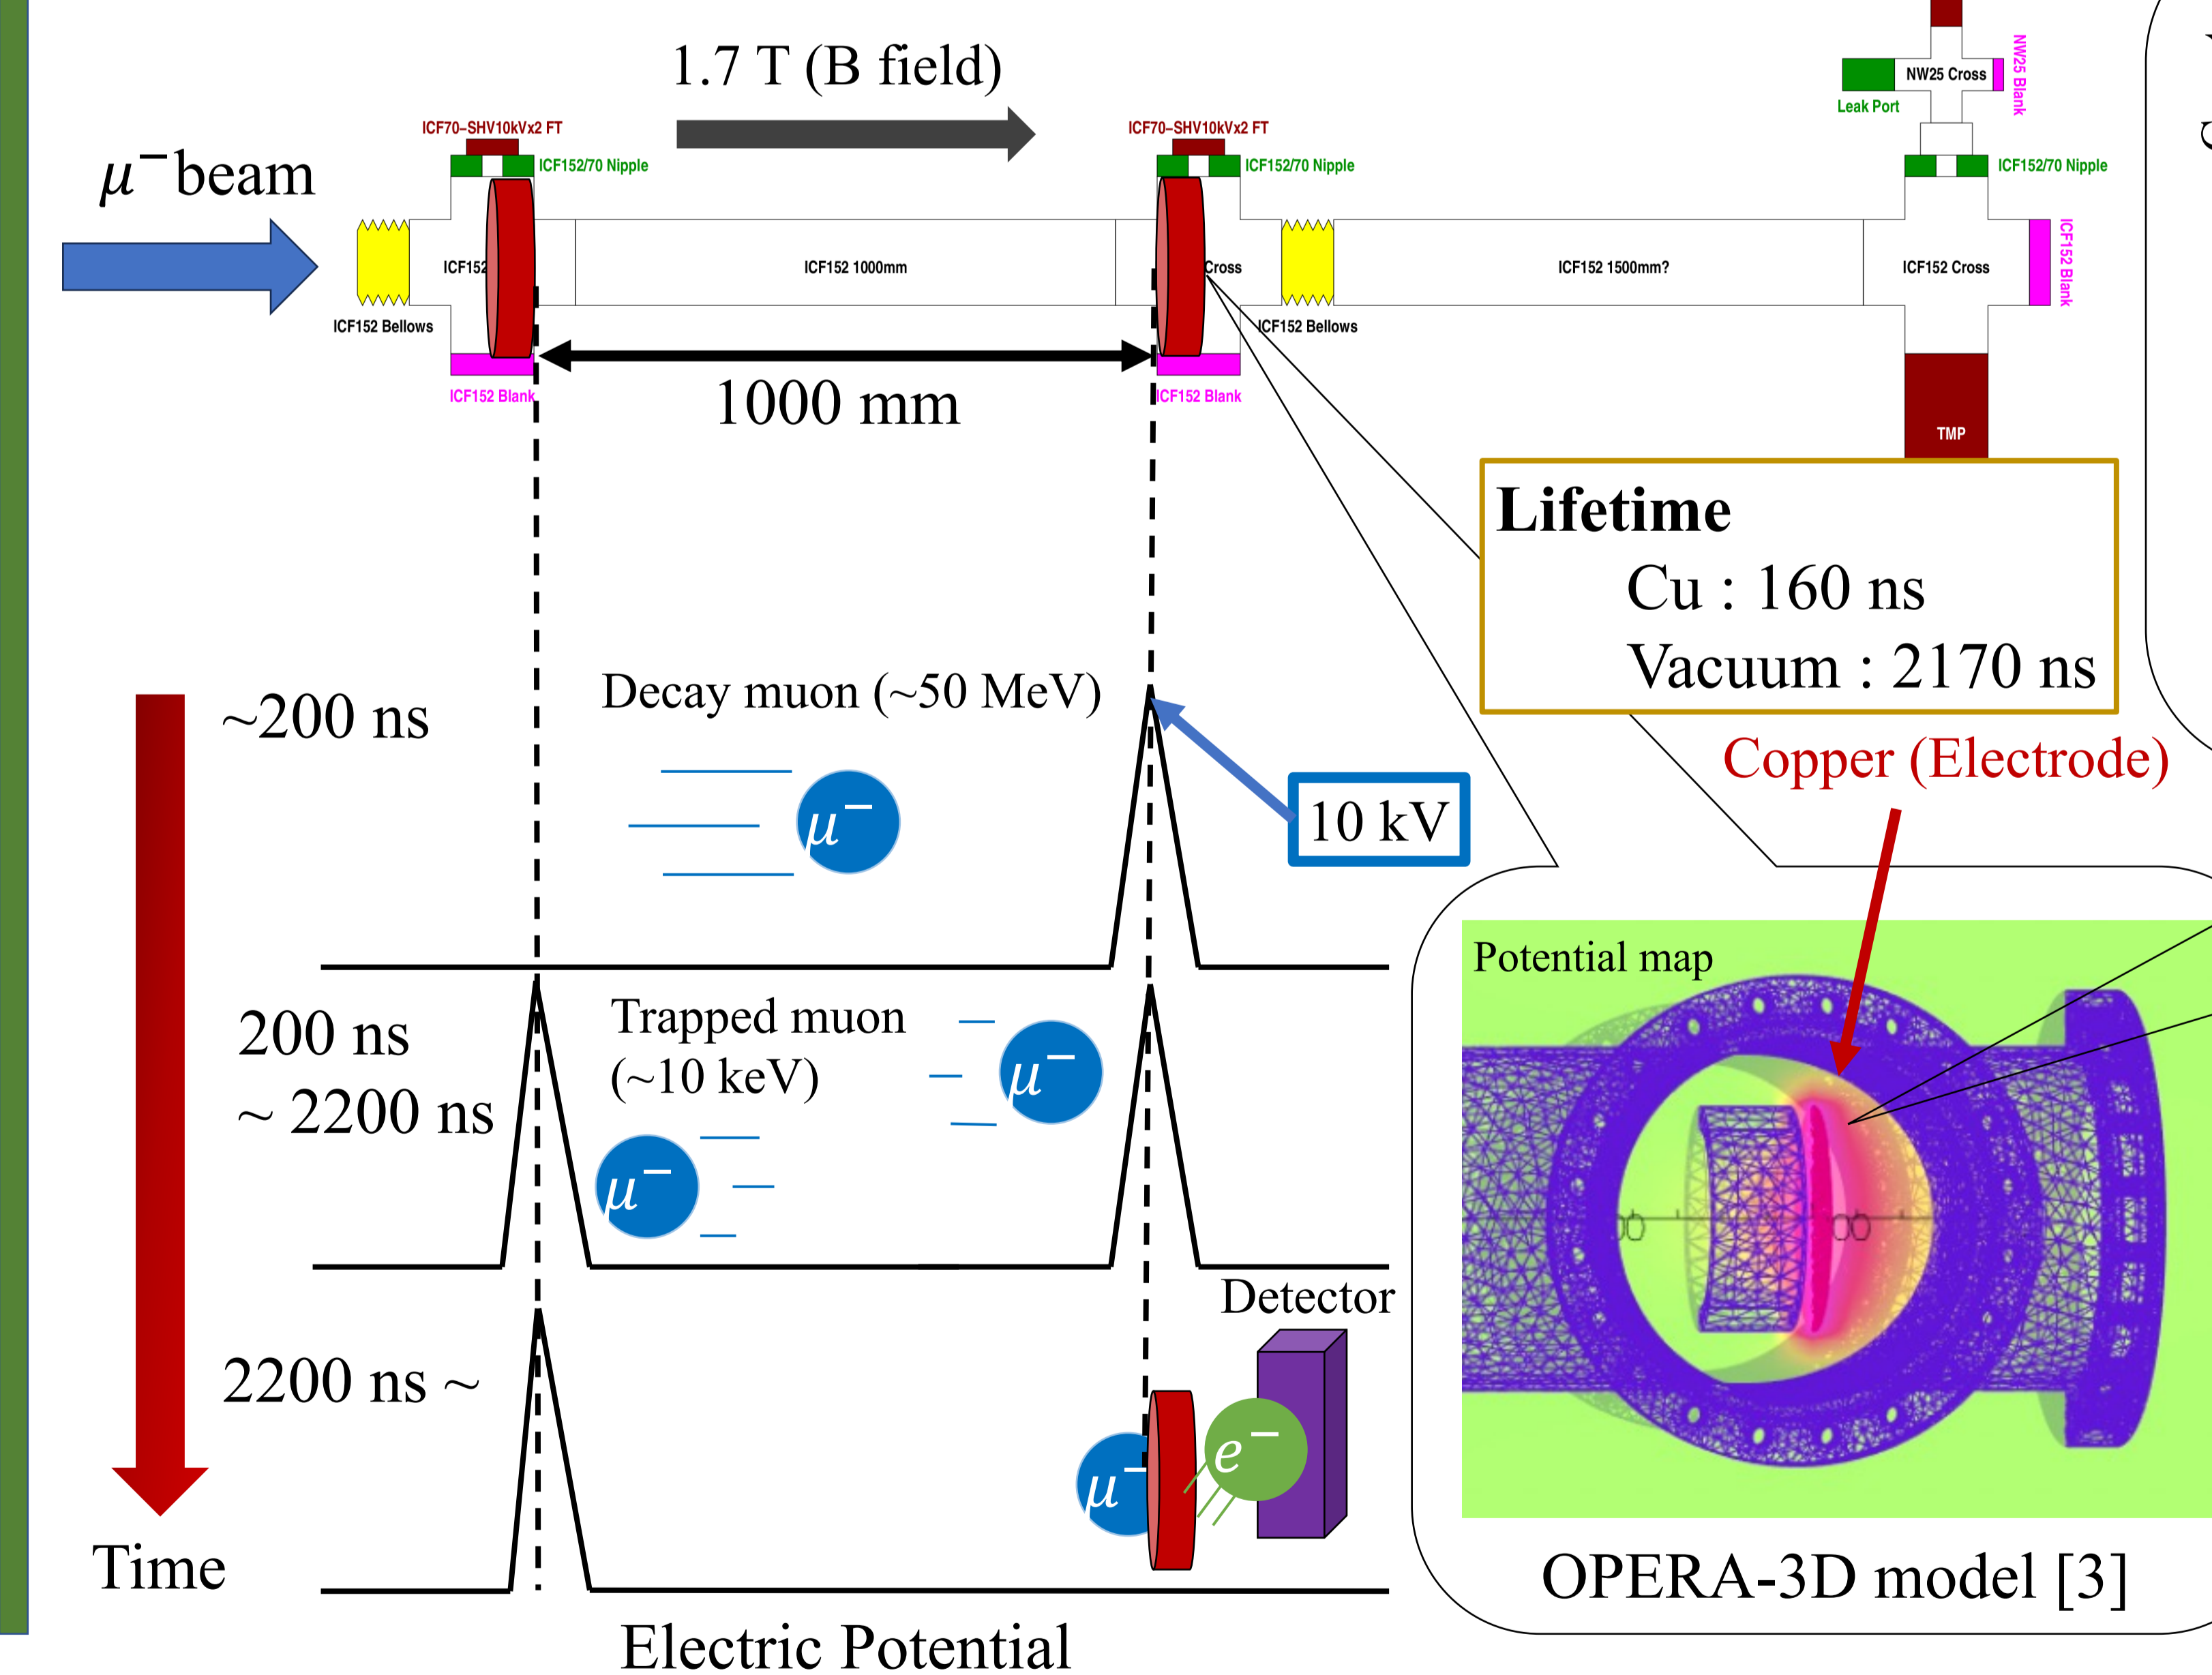 1.7 T (B field)
μ⁻ beam
ICF70-SHV10kVx2 FT
ICF152/70 Nipple
ICF152
ICF152 Bellows
ICF152 Blank
ICF152 1000mm
1000 mm
ICF70-SHV10kVx2 FT
ICF152/70 Nipple
Cross
ICF152 Bellows
ICF152 Blank
ICF152 1500mm?
NW25 Cross
NW25 Blank
Leak Port
ICF152/70 Nipple
ICF152 Cross
ICF152 Blank
TMP
Lifetime
Cu : 160 ns
Vacuum : 2170 ns
Copper (Electrode)
~200 ns
Decay muon (~50 MeV)
μ⁻
10 kV
200 ns
~ 2200 ns
Trapped muon
(~10 keV)
μ⁻
μ⁻
2200 ns ~
Detector
μ⁻
e⁻
Time
Electric Potential
Potential map
OPERA-3D model [3]